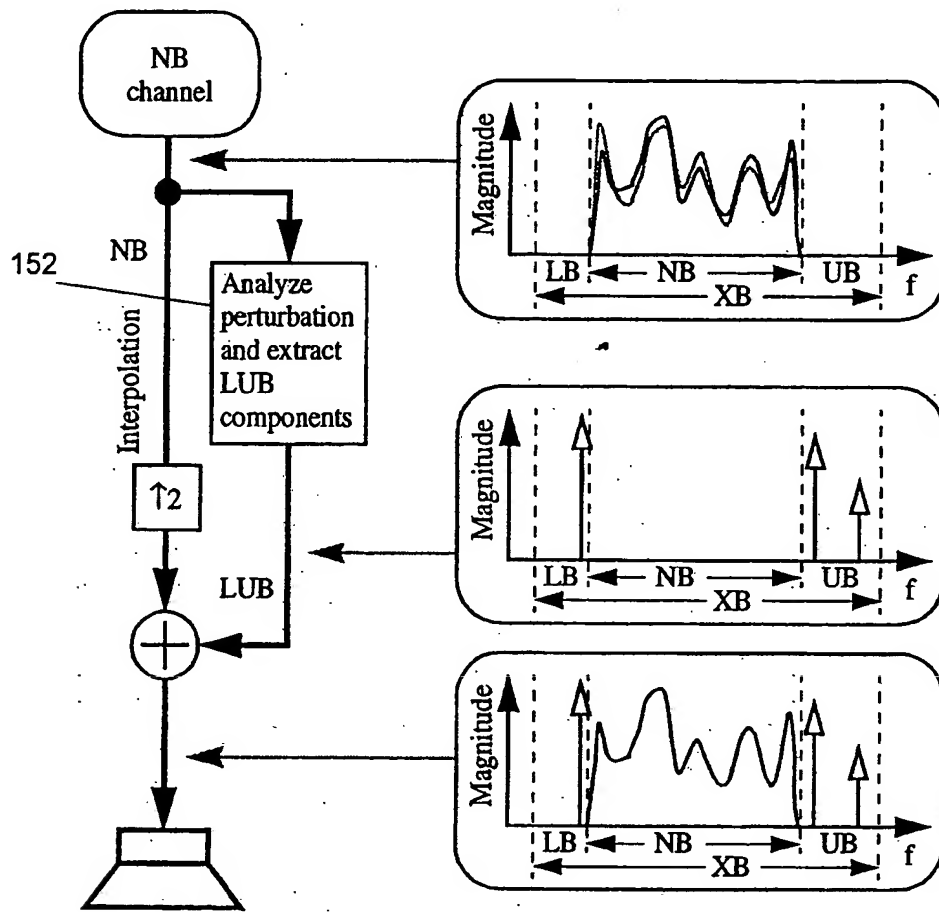 NB
channel
NB
152
Interpolation
Analyze
perturbation
and extract
LUB
components
↑2
LUB
Magnitude
LB
NB
UB
XB
f
Magnitude
LB
NB
UB
XB
f
Magnitude
LB
NB
UB
XB
f